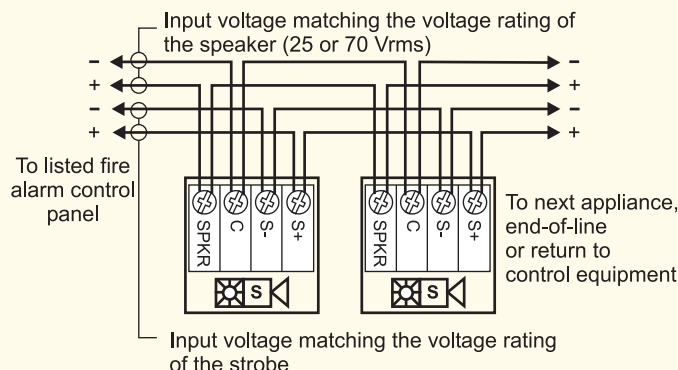 Input voltage matching the voltage rating of
the speaker (25 or 70 Vrms)
-
+
-
+
-
+
-
+
To listed fire
alarm control
panel
SPKR
C
S-
S+
SPKR
C
S-
S+
S
S
To next appliance,
end-of-line
or return to
control equipment
Input voltage matching the voltage rating
of the strobe